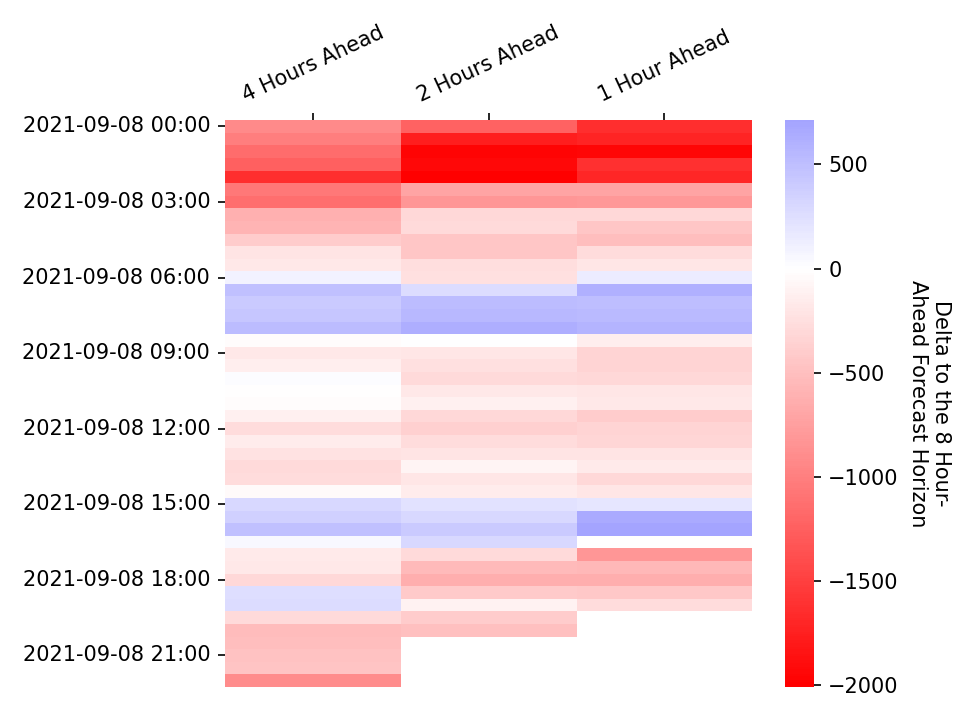 4 Hours Ahead
2 Hours Ahead
1 Hour Ahead
2021-09-08 00:00
2021-09-08 03:00
2021-09-08 06:00
2021-09-08 09:00
2021-09-08 12:00
2021-09-08 15:00
2021-09-08 18:00
2021-09-08 21:00
500
0
−500
−1000
−1500
−2000
Delta to the 8 Hour-
Ahead Forecast Horizon